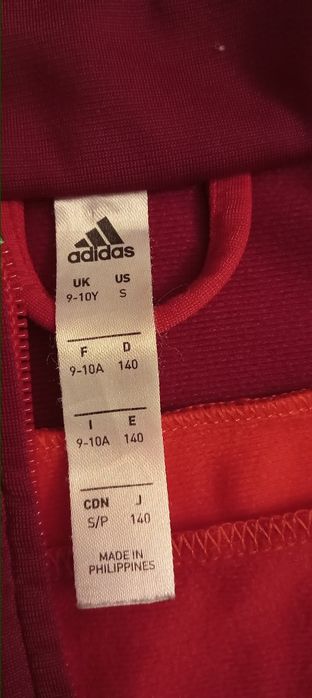 adidas
UK US
9-10Y S
F D
9-10A 140
I E
9-10A 140
CDN J
S/P 140
MADE IN
PHILIPPINES